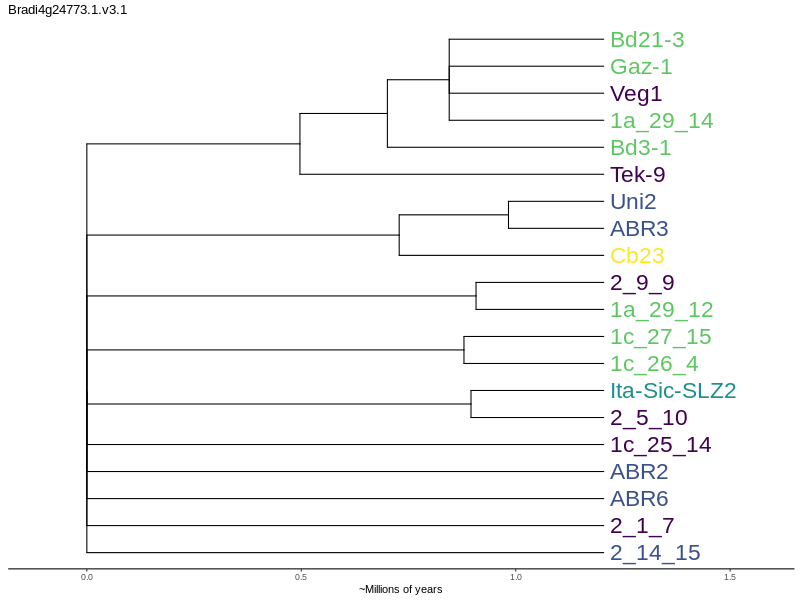 Bradi4g24773.1.v3.1
Bd21-3
Gaz-1
Veg1
1a_29_14
Bd3-1
Tek-9
Uni2
ABR3
Cb23
2_9_9
1a_29_12
1c_27_15
1c_26_4
Ita-Sic-SLZ2
2_5_10
1c_25_14
ABR2
ABR6
2_1_7
2_14_15
0.0 0.5 1.0 1.5
~Millions of years